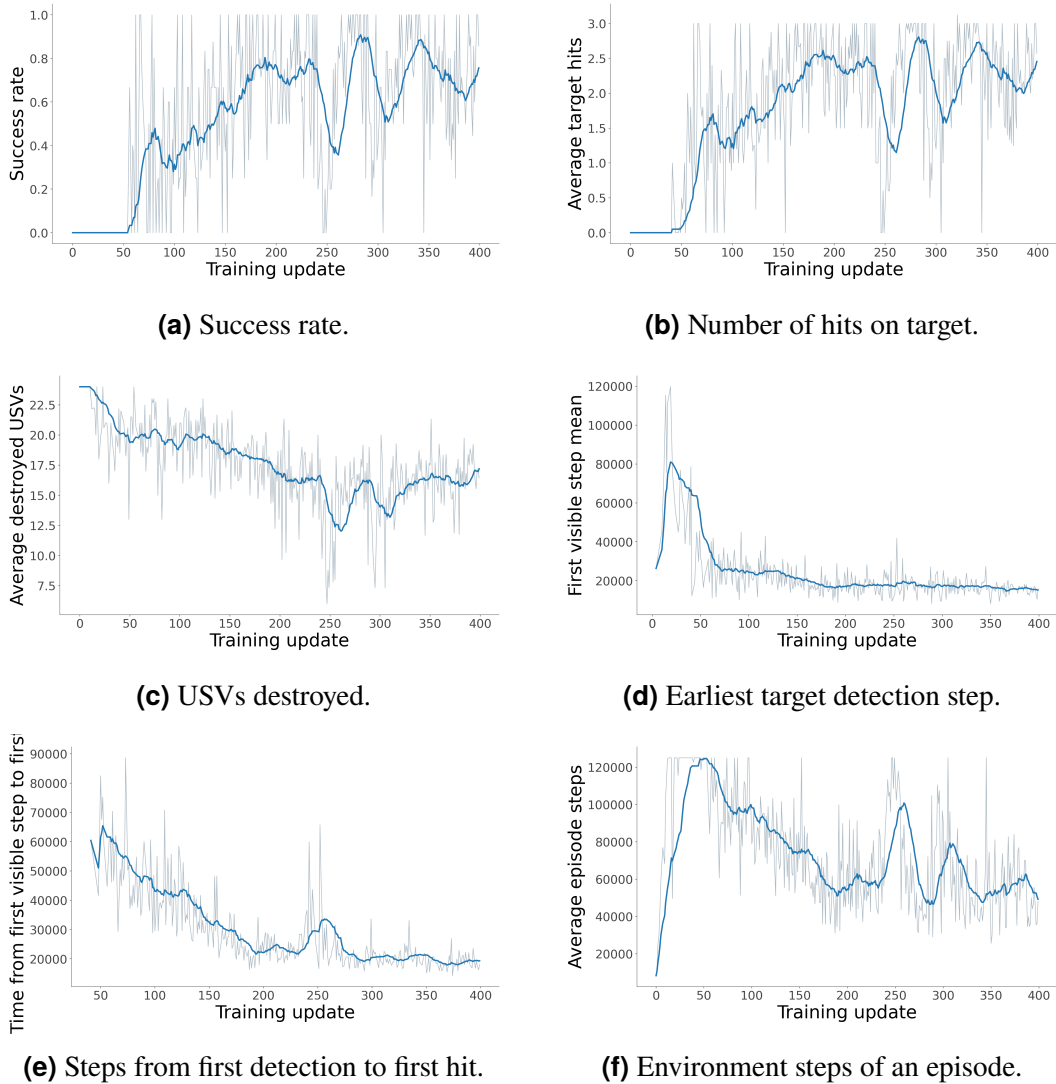 1.0
0.8
0.6
0.4
0.2
0.0
Success rate
0 50 100 150 200 250 300 350 400
Training update
(a) Success rate.
3.0
2.5
2.0
1.5
1.0
0.5
0.0
Average target hits
0 50 100 150 200 250 300 350 400
Training update
(b) Number of hits on target.
22.5
20.0
17.5
15.0
12.5
10.0
7.5
Average destroyed USVs
0 50 100 150 200 250 300 350 400
Training update
(c) USVs destroyed.
120000
100000
80000
60000
40000
20000
First visible step mean
0 50 100 150 200 250 300 350 400
Training update
(d) Earliest target detection step.
90000
80000
70000
60000
50000
40000
30000
20000
Time from first visible step to first
50 100 150 200 250 300 350 400
Training update
(e) Steps from first detection to first hit.
120000
100000
80000
60000
40000
20000
Average episode steps
0 50 100 150 200 250 300 350 400
Training update
(f) Environment steps of an episode.